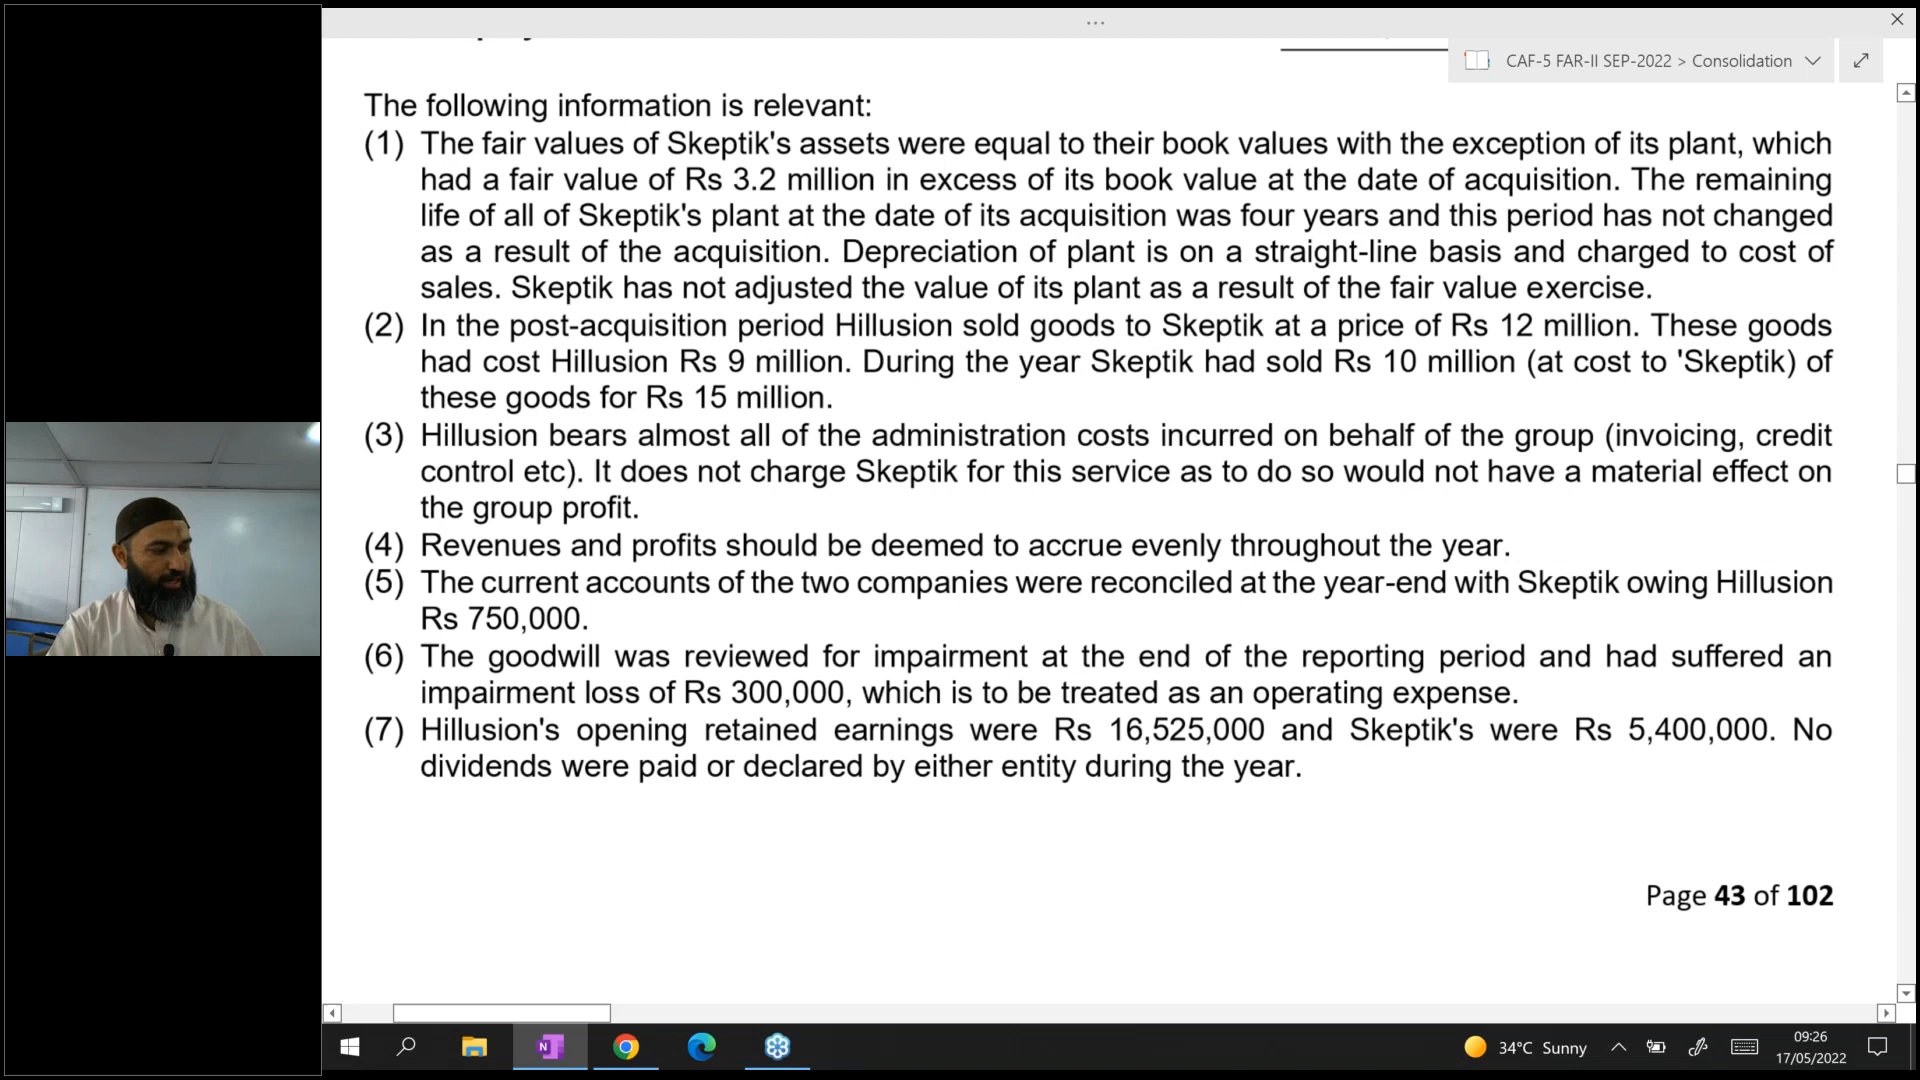 CAF-5 FAR-II SEP-2022 > Consolidation
The following information is relevant:
(1) The fair values of Skeptik's assets were equal to their book values with the exception of its plant, which
had a fair value of Rs 3.2 million in excess of its book value at the date of acquisition. The remaining
life of all of Skeptik's plant at the date of its acquisition was four years and this period has not changed
as a result of the acquisition. Depreciation of plant is on a straight-line basis and charged to cost of
sales. Skeptik has not adjusted the value of its plant as a result of the fair value exercise.
(2) In the post-acquisition period Hillusion sold goods to Skeptik at a price of Rs 12 million. These goods
had cost Hillusion Rs 9 million. During the year Skeptik had sold Rs 10 million (at cost to 'Skeptik) of
these goods for Rs 15 million.
(3) Hillusion bears almost all of the administration costs incurred on behalf of the group (invoicing, credit
control etc). It does not charge Skeptik for this service as to do so would not have a material effect on
the group profit.
(4) Revenues and profits should be deemed to accrue evenly throughout the year.
(5) The current accounts of the two companies were reconciled at the year-end with Skeptik owing Hillusion
Rs 750,000.
(6) The goodwill was reviewed for impairment at the end of the reporting period and had suffered an
impairment loss of Rs 300,000, which is to be treated as an operating expense.
(7) Hillusion's opening retained earnings were Rs 16,525,000 and Skeptik's were Rs 5,400,000. No
dividends were paid or declared by either entity during the year.
Page 43 of 102
34°C Sunny
09:26
17/05/2022